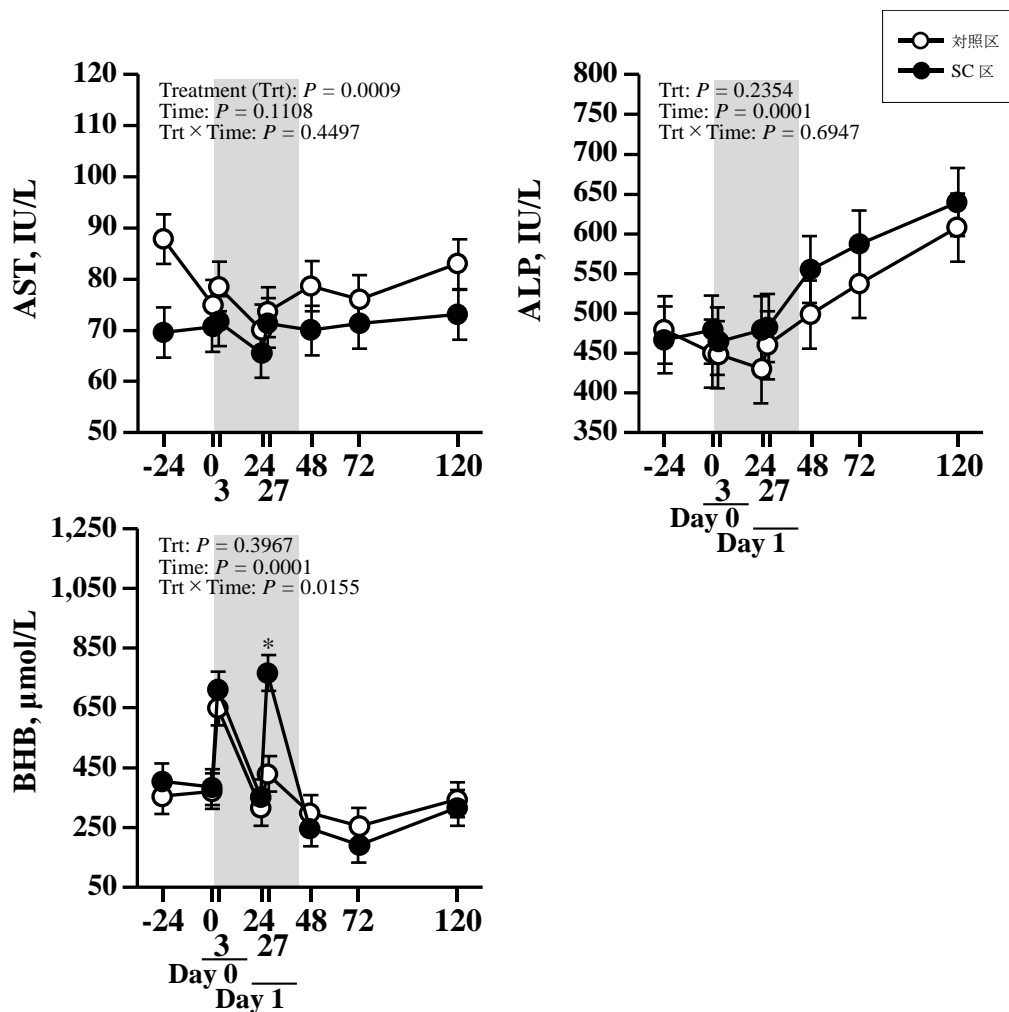 対照区
SC 区
120
110
100
90
80
70
60
50
AST, IU/L
Treatment (Trt): P = 0.0009
Time: P = 0.1108
Trt × Time: P = 0.4497
-24 0 24 48 72 120
3 27
800
750
700
650
600
550
500
450
400
350
ALP, IU/L
Trt: P = 0.2354
Time: P = 0.0001
Trt × Time: P = 0.6947
-24 0 24 48 72 120
3 27
Day 0
Day 1
1,250
1,050
850
650
450
250
50
BHB, µmol/L
Trt: P = 0.3967
Time: P = 0.0001
Trt × Time: P = 0.0155
*
-24 0 24 48 72 120
3 27
Day 0
Day 1